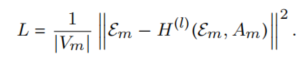 $L = \frac{1}{|V_m|} \left\| \mathcal{E}_m - H^{(l)}(\mathcal{E}_m, A_m) \right\|^2 .$